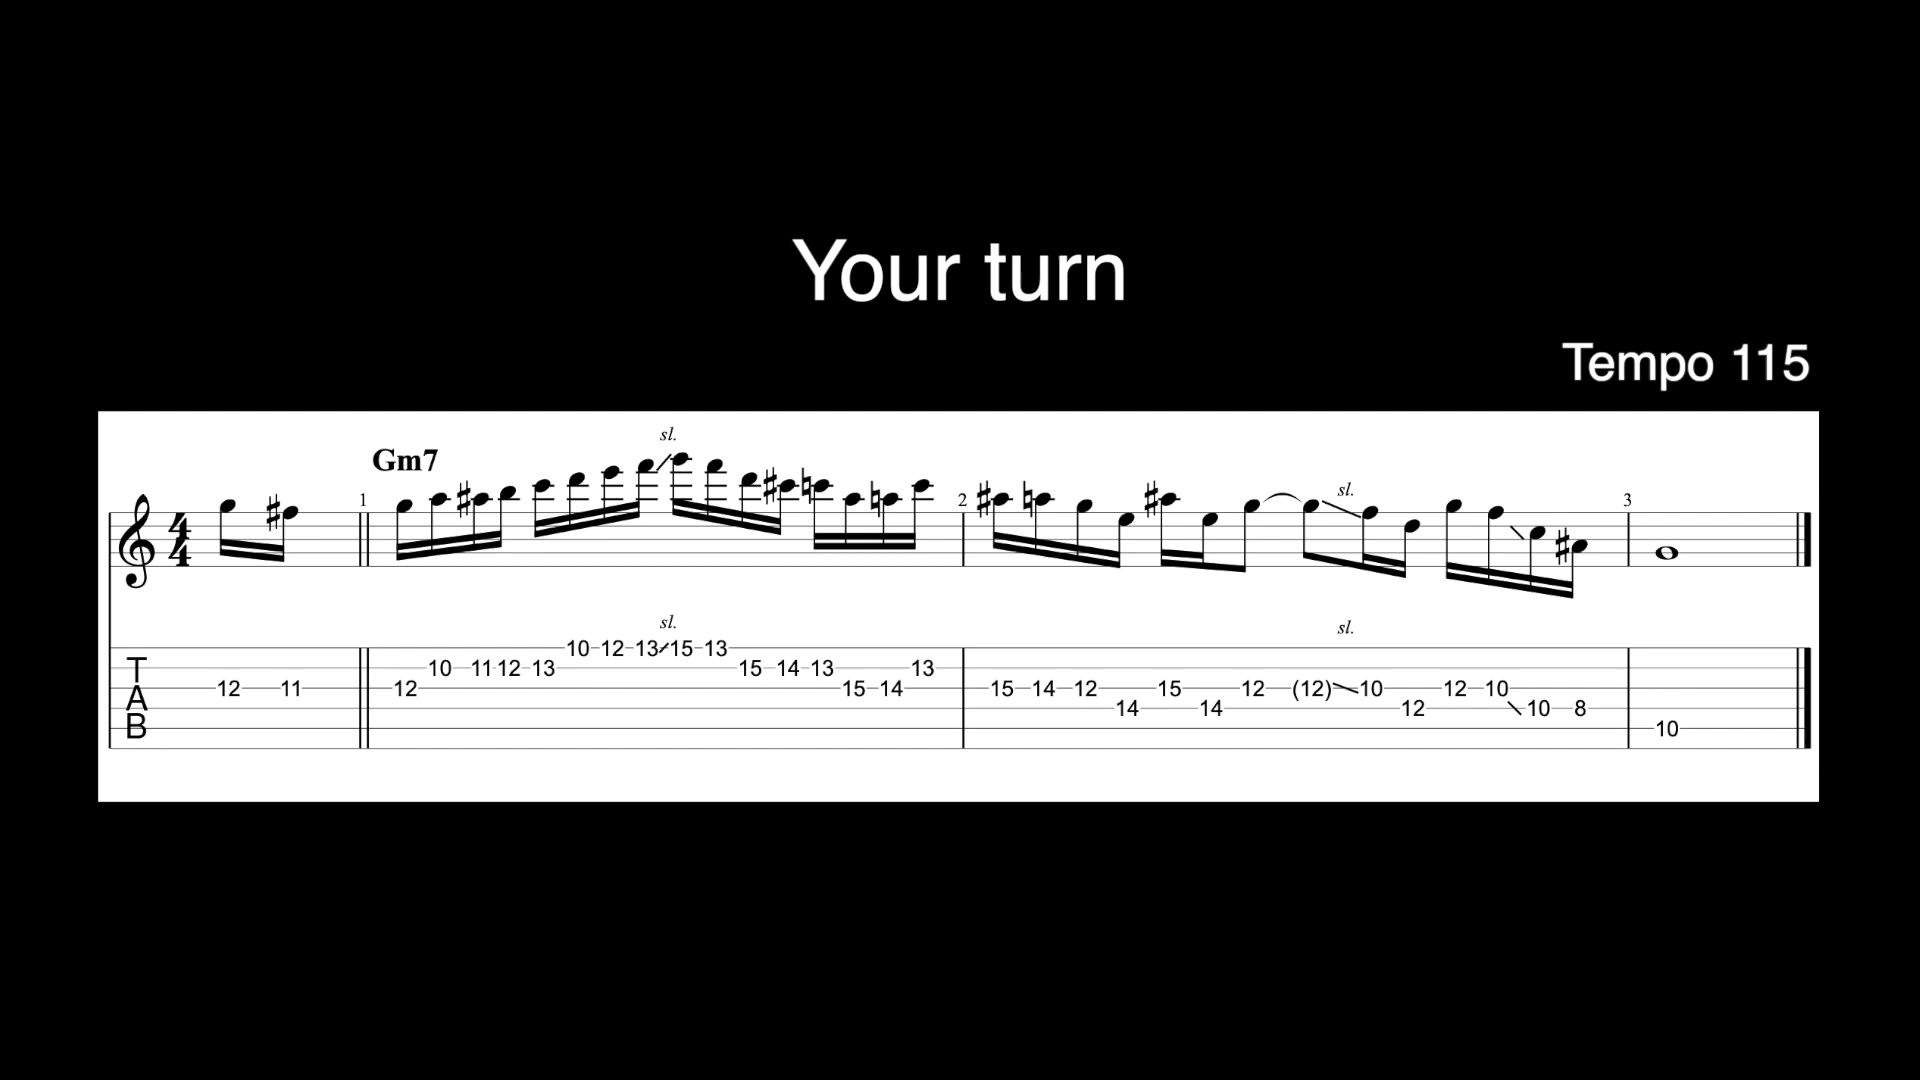 Your turn
Tempo 115
sl.
Gm7
4
4
1
2
sl.
3
sl.
sl.
T
A
B
10 12 13 15 13
10 11 12 13 15 14 13 13
12 11 12 15 14 15 14 12 15 12 (12) 10 12 10
14 14 12 10 8
10